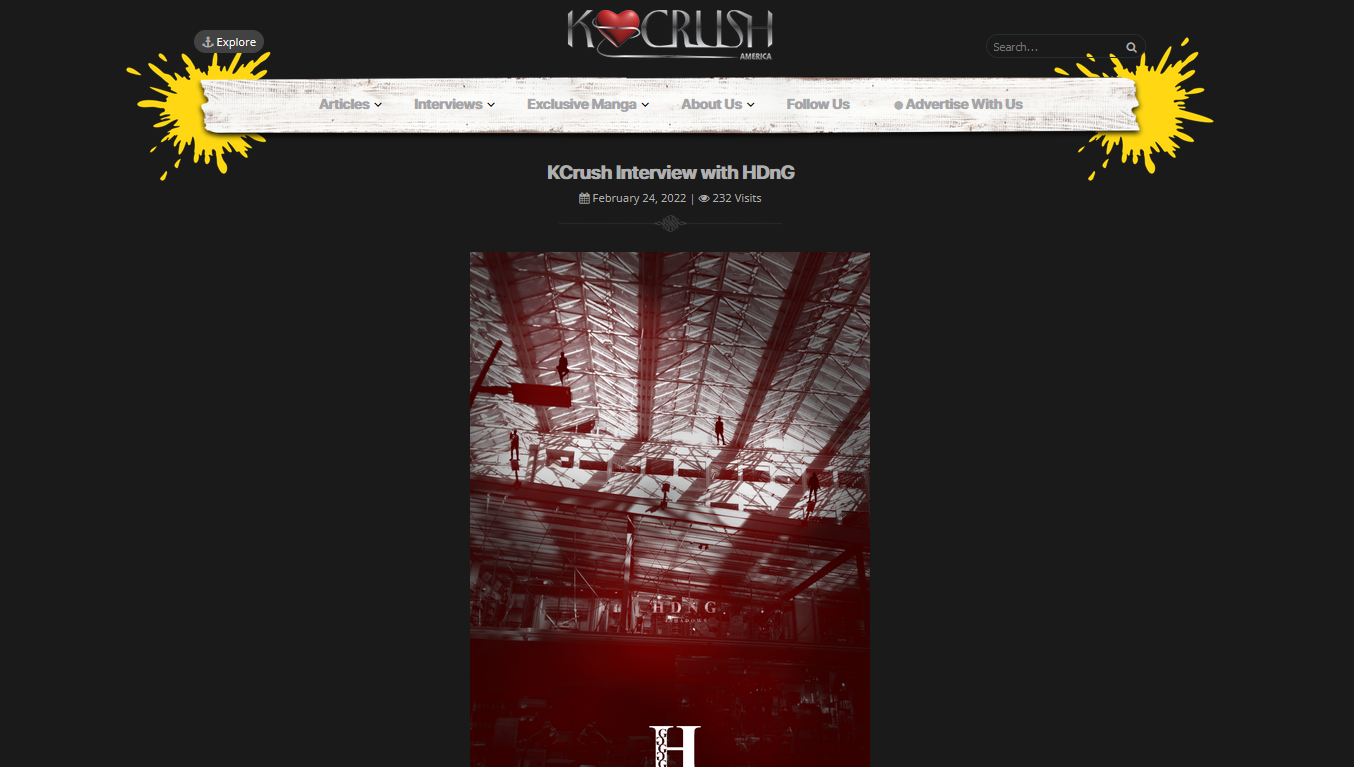 KCRUSH
AMERICA
Explore
Search...
Articles
Interviews
Exclusive Manga
About Us
Follow Us
Advertise With Us
KCrush Interview with HDnG
February 24, 2022 | 232 Visits
HDNG
SHADOWS
H